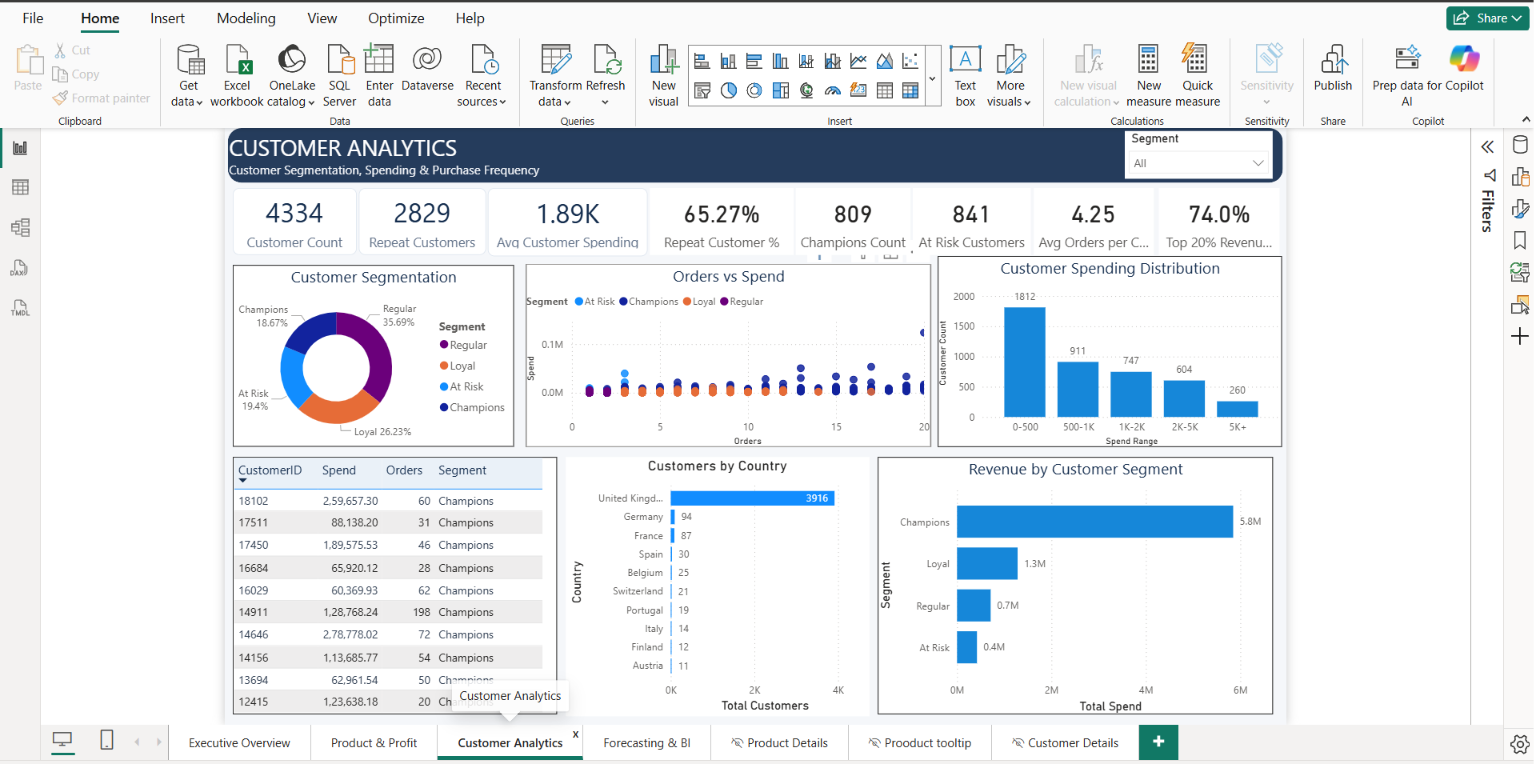 File Home Insert Modeling View Optimize Help Share
Paste Cut Copy Format painter
Clipboard
Get data Excel workbook OneLake catalog SQL Server Enter data Dataverse Recent sources
Data
Transform data Refresh
Queries
New visual Text box More visuals
Insert
New visual calculation New measure Quick measure
Calculations
Sensitivity
Sensitivity
Publish
Share
Prep data for AI Copilot
Copilot
DAX
TMDL
Filters
CUSTOMER ANALYTICS
Customer Segmentation, Spending & Purchase Frequency
Segment
All
4334
Customer Count
2829
Repeat Customers
1.89K
Avg Customer Spending
65.27%
Repeat Customer %
809
Champions Count
841
At Risk Customers
4.25
Avg Orders per C...
74.0%
Top 20% Revenu...
Customer Segmentation
Champions
18.67%
Regular
35.69%
At Risk
19.4%
Loyal 26.23%
Segment
Regular
Loyal
At Risk
Champions
Orders vs Spend
Segment At Risk Champions Loyal Regular
Spend
0.1M
0.0M
0 5 10 15 20
Orders
Customer Spending Distribution
Customer Count
2000
1500
1000
500
0
1812
911
747
604
260
0-500 500-1K 1K-2K 2K-5K 5K+
Spend Range
CustomerID Spend Orders Segment
18102 2,59,657.30 60 Champions
17511 88,138.20 31 Champions
17450 1,89,575.53 46 Champions
16684 65,920.12 28 Champions
16029 60,369.93 62 Champions
14911 1,28,768.24 198 Champions
14646 2,78,778.02 72 Champions
14156 1,13,685.77 54 Champions
13694 62,961.54 50 Champions
12415 1,23,638.18 20
Customer Analytics
Customers by Country
Country
United Kingd... 3916
Germany 94
France 87
Spain 30
Belgium 25
Switzerland 21
Portugal 19
Italy 14
Finland 12
Austria 11
0K 2K 4K
Total Customers
Revenue by Customer Segment
Segment
Champions 5.8M
Loyal 1.3M
Regular 0.7M
At Risk 0.4M
0M 2M 4M 6M
Total Spend
Executive Overview Product & Profit Customer Analytics x Forecasting & BI Product Details Prooduct tooltip Customer Details +